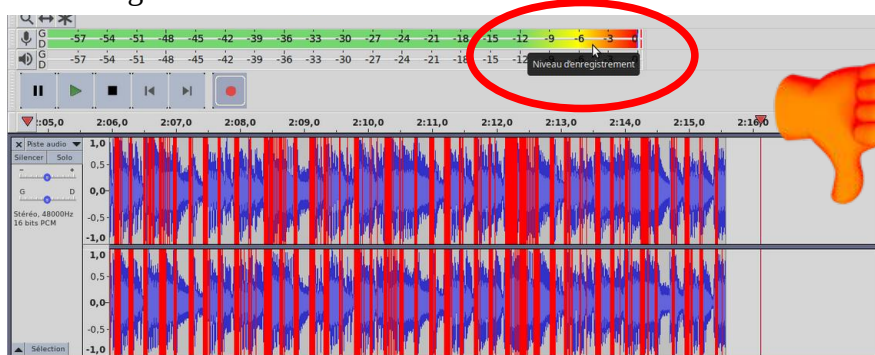 G -57 -54 -51 -48 -45 -42 -39 -36 -33 -30 -27 -24 -21 -18 -15 -12 -9 -6 -3 0
D
G -57 -54 -51 -48 -45 -42 -39 -36 -33 -30 -27 -24 -21 -18 -15 -12
D
Niveau d'enregistrement
2:05,0 2:06,0 2:07,0 2:08,0 2:09,0 2:10,0 2:11,0 2:12,0 2:13,0 2:14,0 2:15,0 2:16,0
Piste audio 1,0
Silencer Solo
0,5
- +
0,0
G D
Stéréo, 48000Hz
-0,5
16 bits PCM
-1,0
1,0
0,5
0,0
-0,5
Sélection -1,0